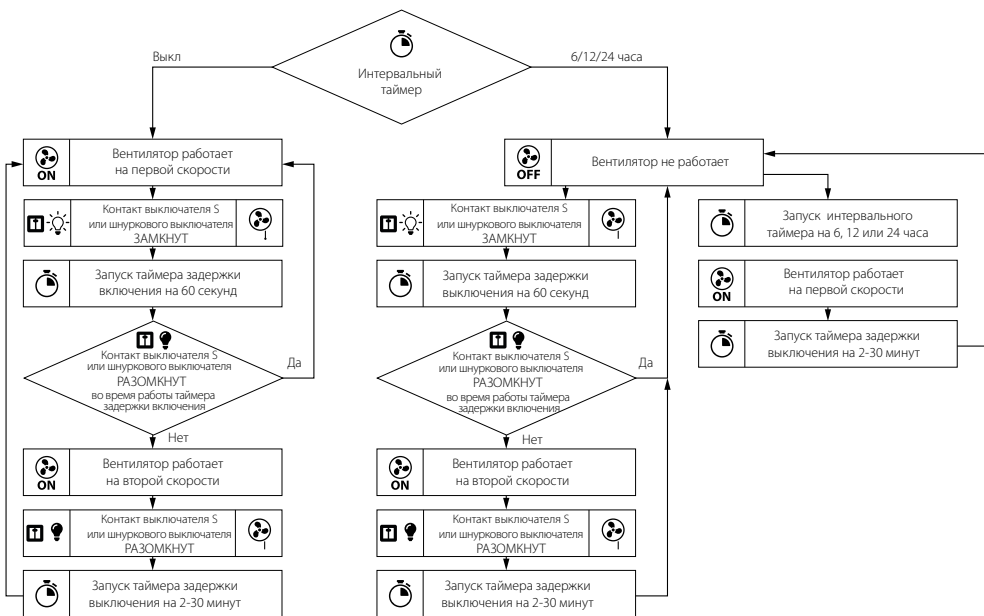 Интервальный
таймер
Выкл
6/12/24 часа
ON
Вентилятор работает
на первой скорости
Контакт выключателя S
или шнуркового выключателя
ЗАМКНУТ
Запуск таймера задержки
включения на 60 секунд
Контакт выключателя S
или шнуркового выключателя
РАЗОМКНУТ
во время работы таймера
задержки включения
Да
Нет
ON
Вентилятор работает
на второй скорости
Контакт выключателя S
или шнуркового выключателя
РАЗОМКНУТ
Запуск таймера задержки
выключения на 2-30 минут
OFF
Вентилятор не работает
Контакт выключателя S
или шнуркового выключателя
ЗАМКНУТ
Запуск таймера задержки
выключения на 60 секунд
Контакт выключателя S
или шнуркового выключателя
РАЗОМКНУТ
во время работы таймера
задержки включения
Да
Нет
ON
Вентилятор работает
на второй скорости
Контакт выключателя S
или шнуркового выключателя
РАЗОМКНУТ
Запуск таймера задержки
выключения на 2-30 минут
Запуск интервального
таймера на 6, 12 или 24 часа
ON
Вентилятор работает
на первой скорости
Запуск таймера задержки
выключения на 2-30 минут